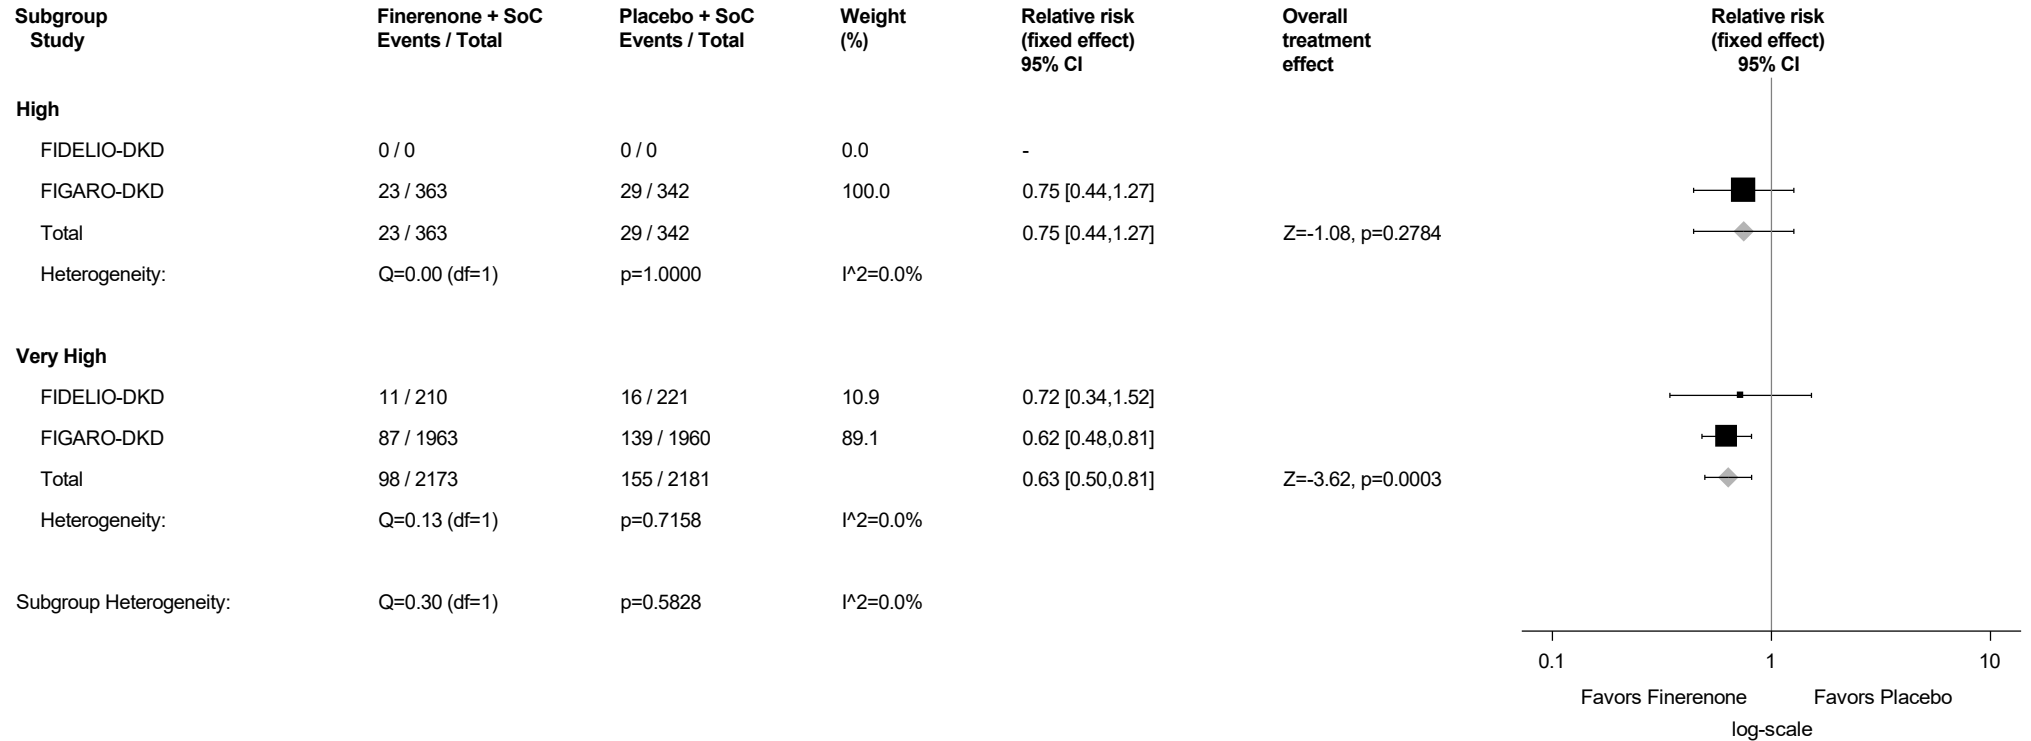 Subgroup Finerenone + SoC Placebo + SoC Weight Relative risk Overall Relative risk
Study Events / Total Events / Total (%) (fixed effect) treatment (fixed effect)
95% CI effect 95% CI
High
FIDELIO-DKD 0 / 0 0 / 0 0.0 -
FIGARO-DKD 23 / 363 29 / 342 100.0 0.75 [0.44,1.27]
Total 23 / 363 29 / 342 0.75 [0.44,1.27] Z=-1.08, p=0.2784
Heterogeneity: Q=0.00 (df=1) p=1.0000 I^2=0.0%
Very High
FIDELIO-DKD 11 / 210 16 / 221 10.9 0.72 [0.34,1.52]
FIGARO-DKD 87 / 1963 139 / 1960 89.1 0.62 [0.48,0.81]
Total 98 / 2173 155 / 2181 0.63 [0.50,0.81] Z=-3.62, p=0.0003
Heterogeneity: Q=0.13 (df=1) p=0.7158 I^2=0.0%
Subgroup Heterogeneity: Q=0.30 (df=1) p=0.5828 I^2=0.0%
0.1 1 10
Favors Finerenone Favors Placebo
log-scale